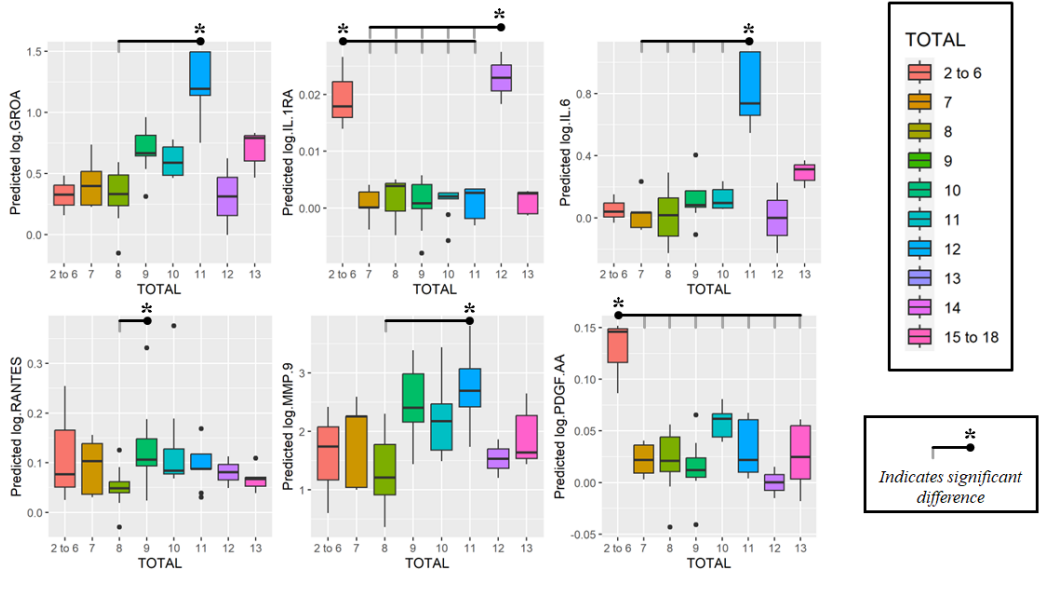 *
*
*
*
Predicted log.GROA
1.5
1.0
0.5
0.0
2 to 6 7 8 9 10 11 12 13
TOTAL
Predicted log.IL.1RA
0.02
0.01
0.00
2 to 6 7 8 9 10 11 12 13
TOTAL
Predicted log.IL.6
0.8
0.4
0.0
2 to 6 7 8 9 10 11 12 13
TOTAL
*
*
*
Predicted log.RANTES
0.3
0.2
0.1
0.0
2 to 6 7 8 9 10 11 12 13
TOTAL
Predicted log.MMP.9
3
2
1
2 to 6 7 8 9 10 11 12 13
TOTAL
Predicted log.PDGF.AA
0.15
0.10
0.05
0.00
-0.05
2 to 6 7 8 9 10 11 12 13
TOTAL
TOTAL
2 to 6
7
8
9
10
11
12
13
14
15 to 18
*
Indicates significant
difference